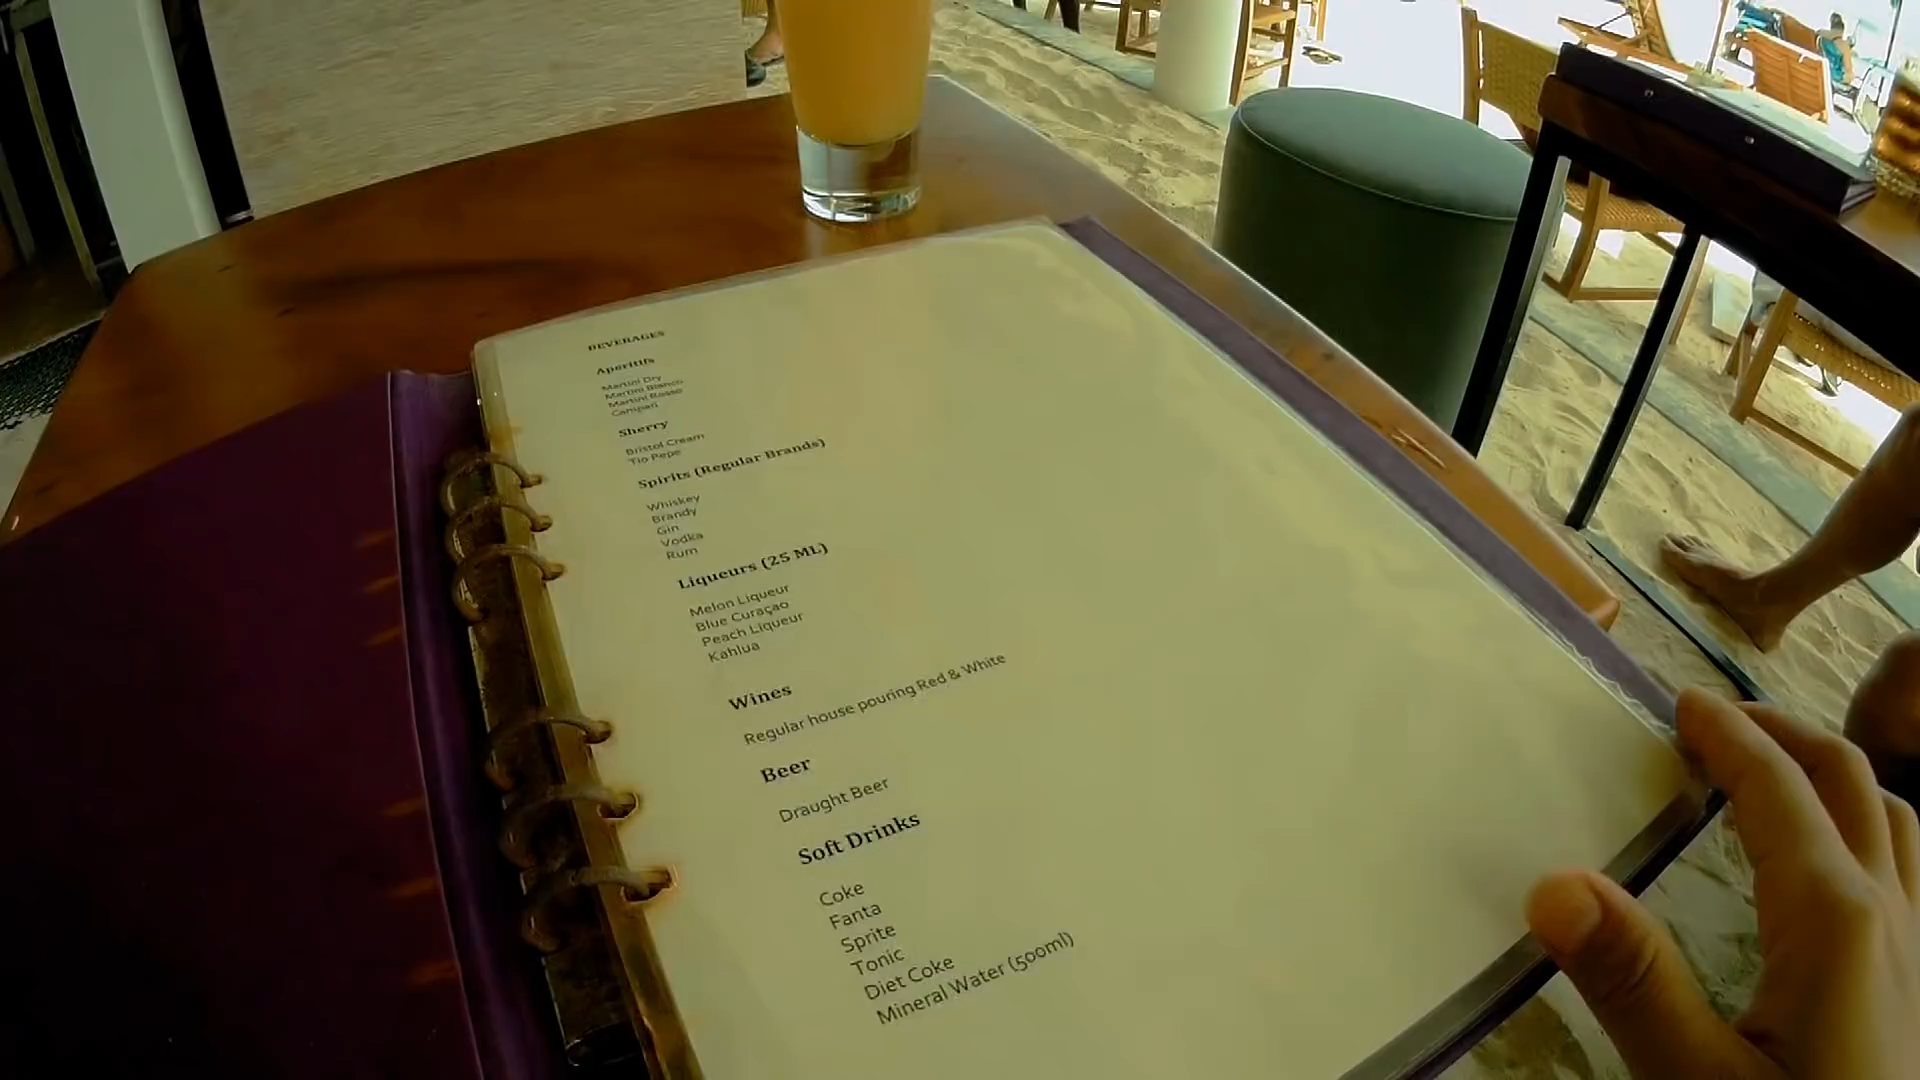 BEVERAGES
Aperitifs
Martini Dry
Martini Bianco
Martini Rosso
Campari
Sherry
Bristol Cream
Tio Pepe
Spirits (Regular Brands)
Whiskey
Brandy
Gin
Vodka
Rum
Liqueurs (25 ML)
Melon Liqueur
Blue Curaçao
Peach Liqueur
Kahlua
Wines
Regular house pouring Red & White
Beer
Draught Beer
Soft Drinks
Coke
Fanta
Sprite
Tonic
Diet Coke
Mineral Water (500ml)